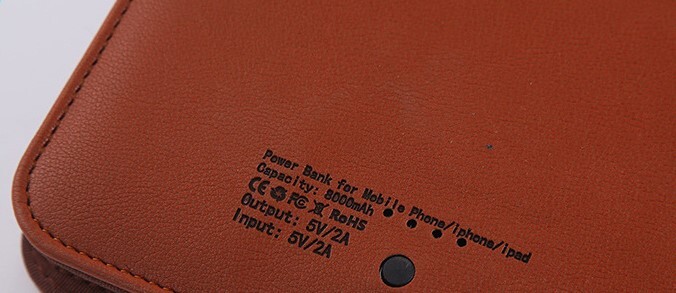 Power Bank for Mobile Phone/iphone/ipad
Capacity: 8000mAh
CE FC RoHS
Output: 5V/2A
Input: 5V/2A